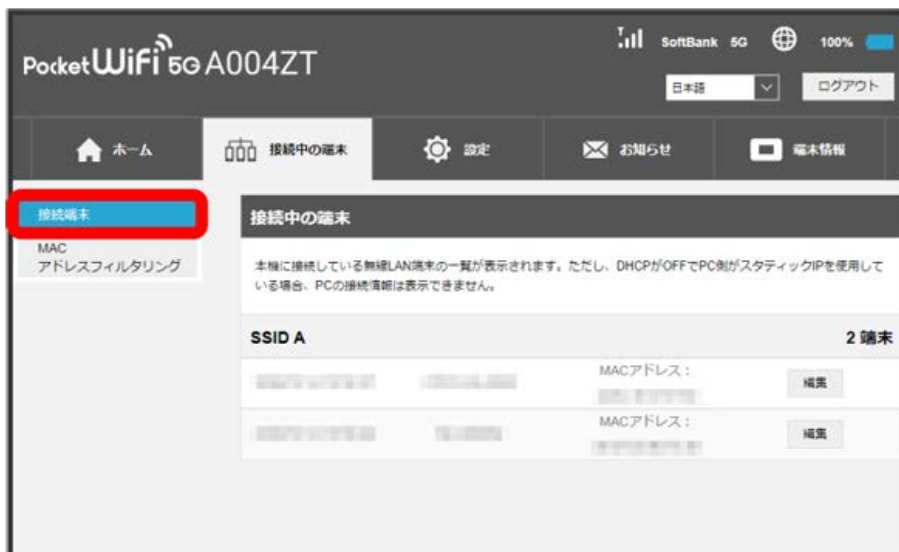 Pocket WiFi 5G A004ZT
SoftBank 5G 100%
日本語
ログアウト
ホーム
接続中の端末
設定
お知らせ
端末情報
接続端末
MAC
アドレスフィルタリング
接続中の端末
本機に接続している無線LAN端末の一覧が表示されます。ただし、DHCPがOFFでPC側がスタティックIPを使用して
いる場合、PCの接続情報は表示できません。
SSID A 2 端末
MACアドレス：
編集
MACアドレス：
編集